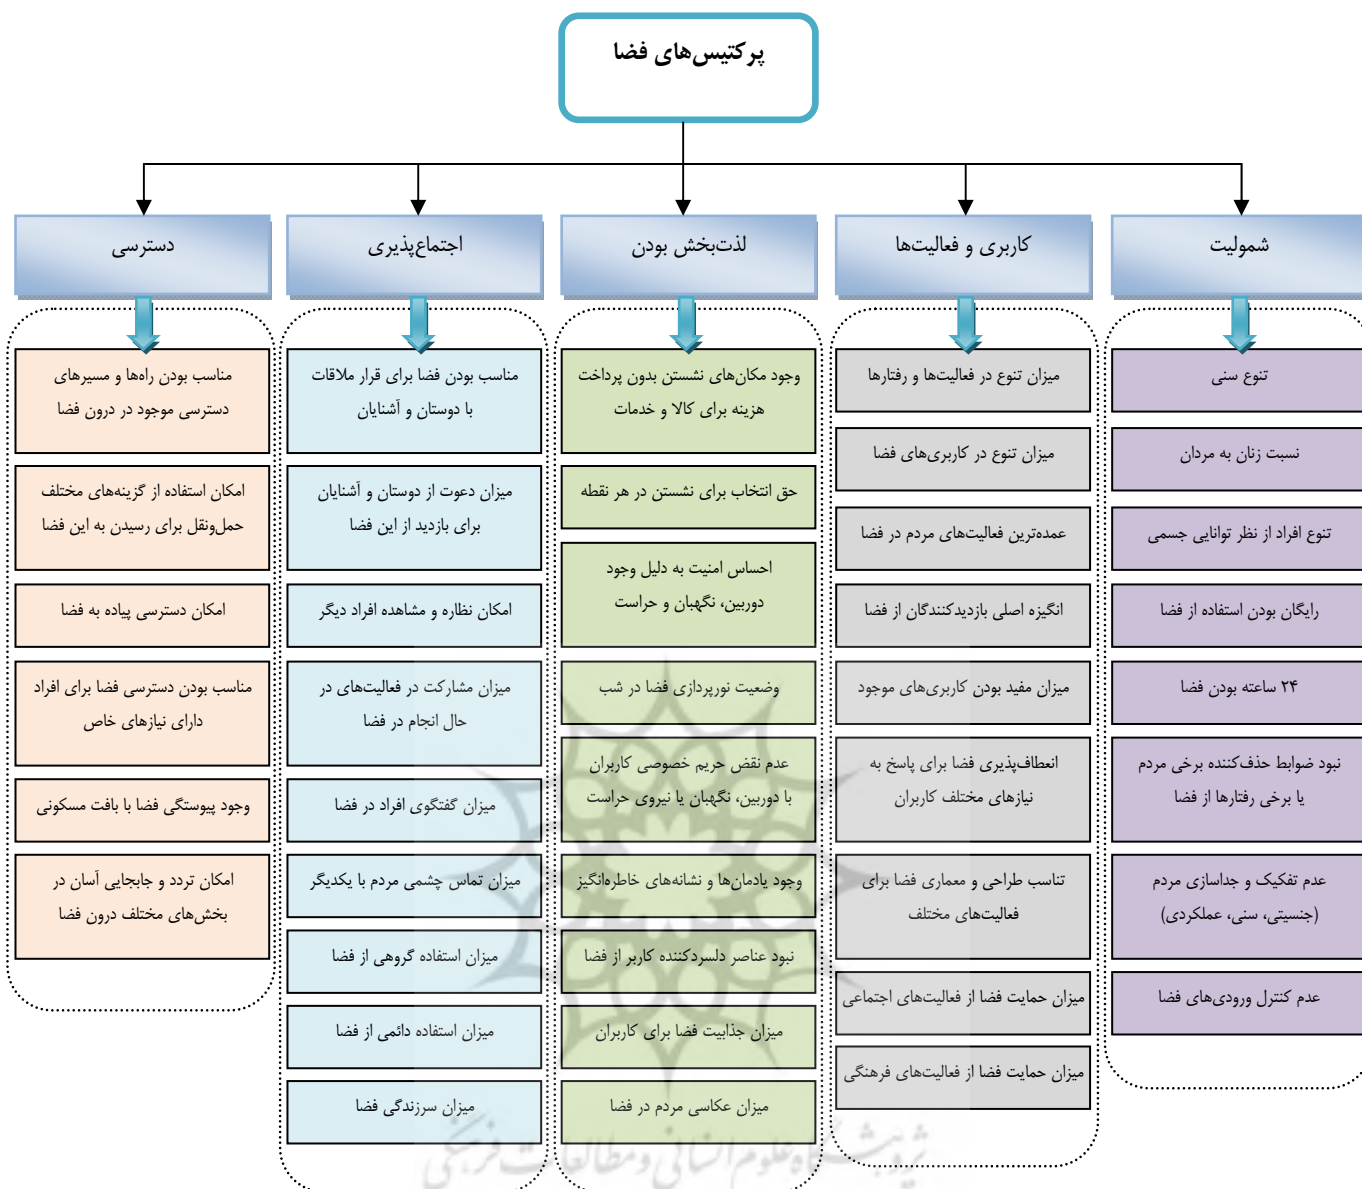 پرکتیس‌های فضا
شمولیت
تنوع سنی
نسبت زنان به مردان
تنوع افراد از نظر توانایی جسمی
رایگان بودن استفاده از فضا
۲۴ ساعته بودن فضا
نبود ضوابط حذف‌کننده برخی مردم
یا برخی رفتارها از فضا
عدم تفکیک و جداسازی مردم
(جنسیتی، سنی، عملکردی)
عدم کنترل ورودی‌های فضا
کاربری و فعالیت‌ها
میزان تنوع در فعالیت‌ها و رفتارها
میزان تنوع در کاربری‌های فضا
عمده‌ترین فعالیت‌های مردم در فضا
انگیزه اصلی بازدیدکنندگان از فضا
میزان مفید بودن کاربری‌های موجود
انعطاف‌پذیری فضا برای پاسخ به
نیازهای مختلف کاربران
تناسب طراحی و معماری فضا برای
فعالیت‌های مختلف
میزان حمایت فضا از فعالیت‌های اجتماعی
میزان حمایت فضا از فعالیت‌های فرهنگی
لذت‌بخش بودن
وجود مکان‌های نشستن بدون پرداخت
هزینه برای کالا و خدمات
حق انتخاب برای نشستن در هر نقطه
احساس امنیت به دلیل وجود
دوربین، نگهبان و حراست
وضعیت نورپردازی فضا در شب
عدم نقض حریم خصوصی کاربران
با دوربین، نگهبان یا نیروی حراست
وجود یادمان‌ها و نشانه‌های خاطره‌انگیز
نبود عناصر دلسردکننده کاربر از فضا
میزان جذابیت فضا برای کاربران
میزان عکاسی مردم در فضا
اجتماع‌پذیری
مناسب بودن فضا برای قرار ملاقات
با دوستان و آشنایان
میزان دعوت از دوستان و آشنایان
برای بازدید از این فضا
امکان نظاره و مشاهده افراد دیگر
میزان مشارکت در فعالیت‌های در
حال انجام در فضا
میزان گفتگوی افراد در فضا
میزان تماس چشمی مردم با یکدیگر
میزان استفاده گروهی از فضا
میزان استفاده دائمی از فضا
میزان سرزندگی فضا
دسترسی
مناسب بودن راه‌ها و مسیرهای
دسترسی موجود در درون فضا
امکان استفاده از گزینه‌های مختلف
حمل‌ونقل برای رسیدن به این فضا
امکان دسترسی پیاده به فضا
مناسب بودن دسترسی فضا برای افراد
دارای نیازهای خاص
وجود پیوستگی فضا با بافت مسکونی
امکان تردد و جابجایی آسان در
بخش‌های مختلف درون فضا
پژوهشگاه علوم انسانی و مطالعات فرهنگی